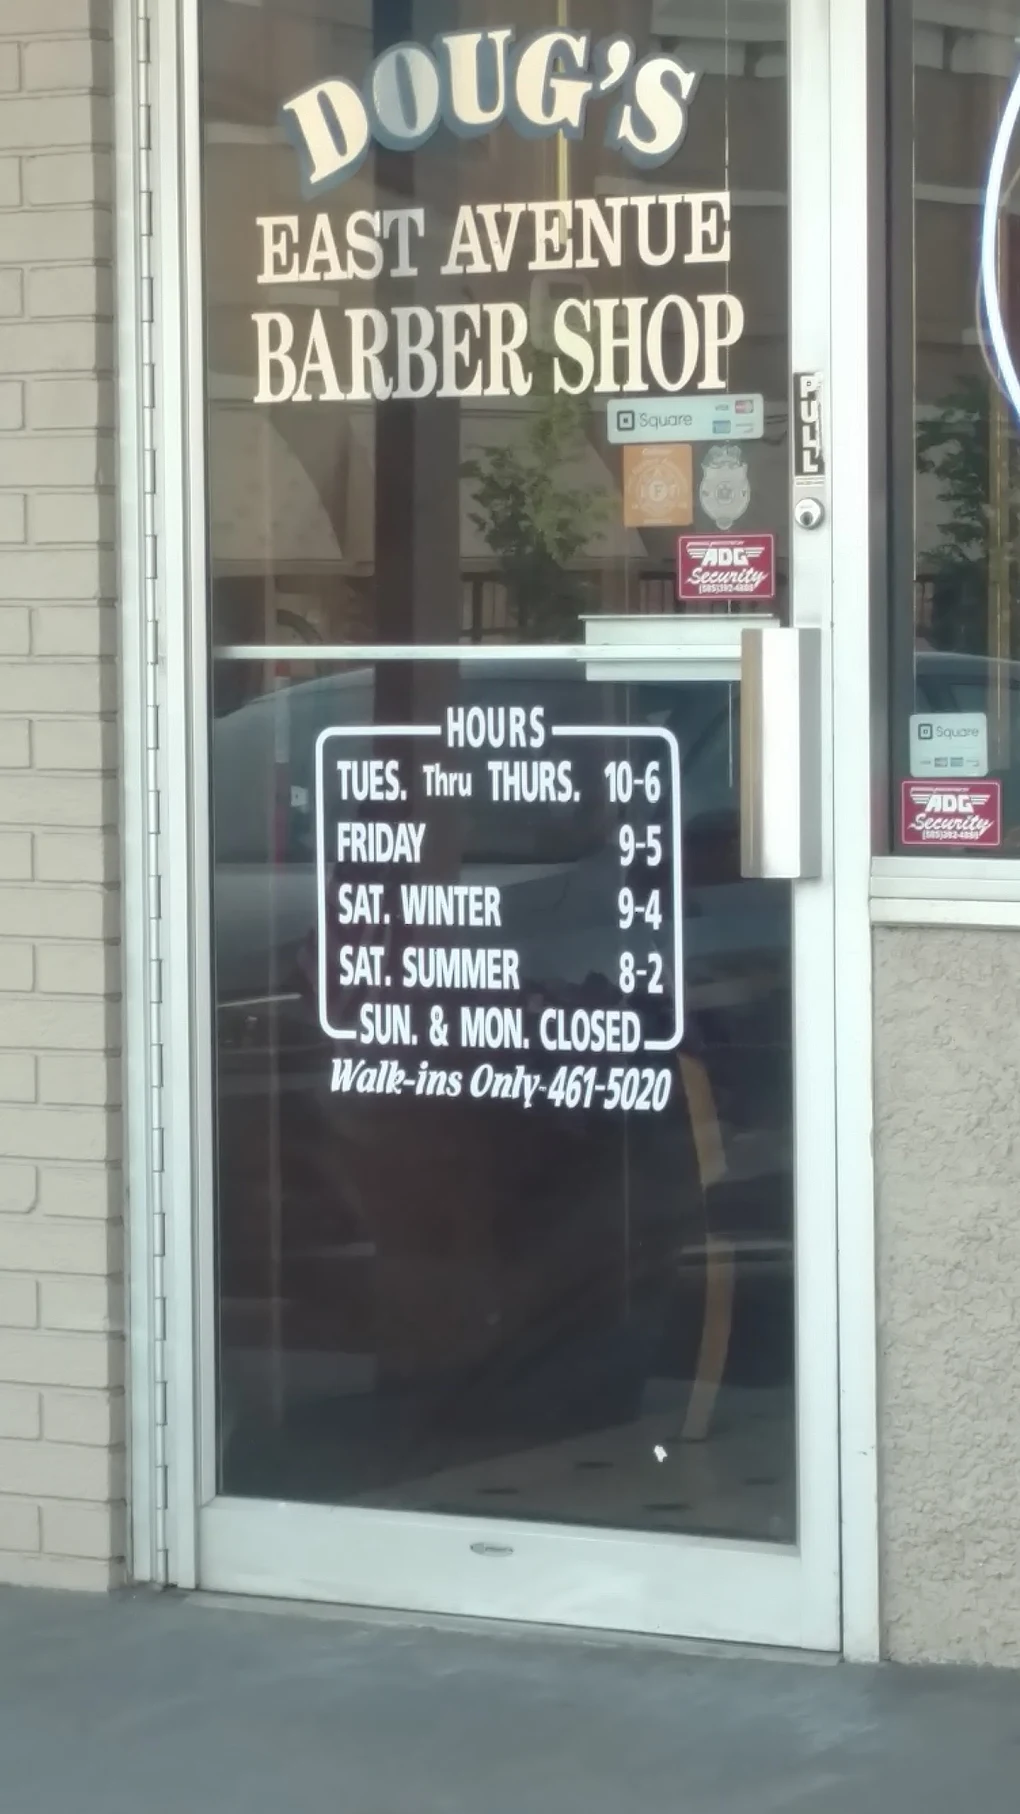 DOUG'S
EAST AVENUE
BARBER SHOP
Square
PULL
ADG
Security
HOURS
TUES. Thru THURS. 10-6
FRIDAY 9-5
SAT. WINTER 9-4
SAT. SUMMER 8-2
SUN. & MON. CLOSED
Walk-ins Only-461-5020
Square
ADG
Security